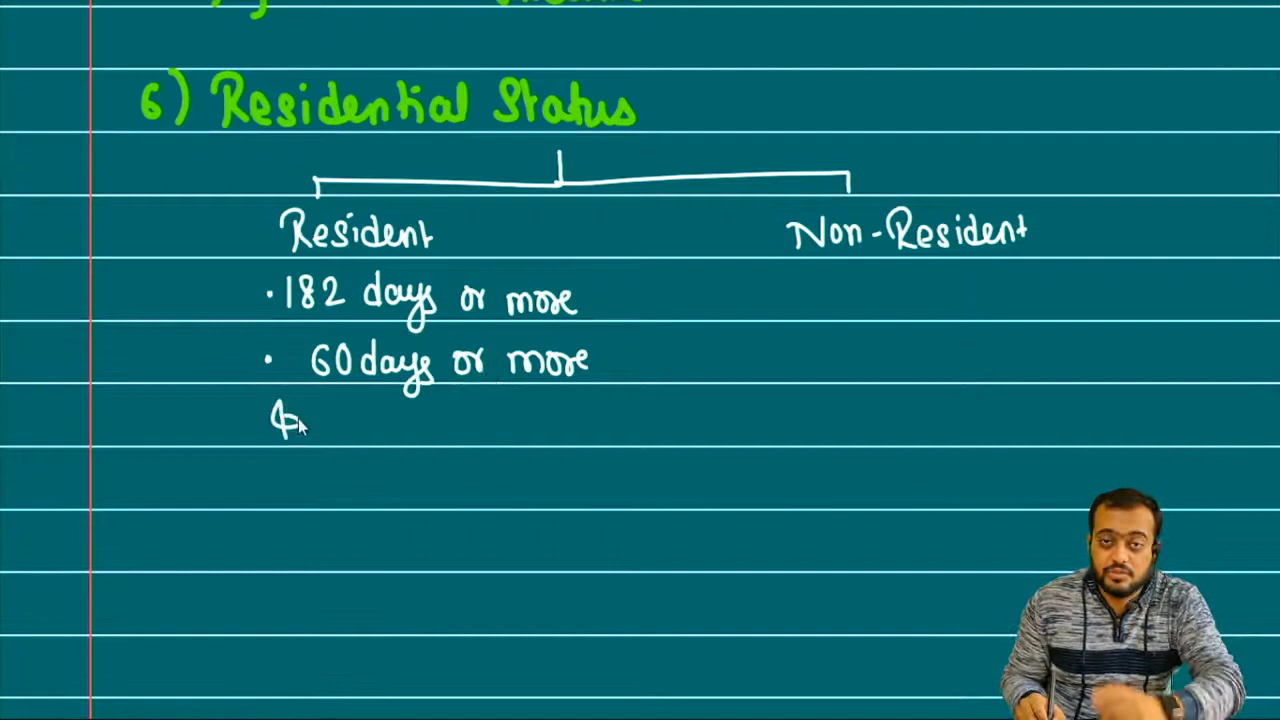 6) Residential Status
Resident Non-Resident
• 182 days or more
• 60 days or more
&